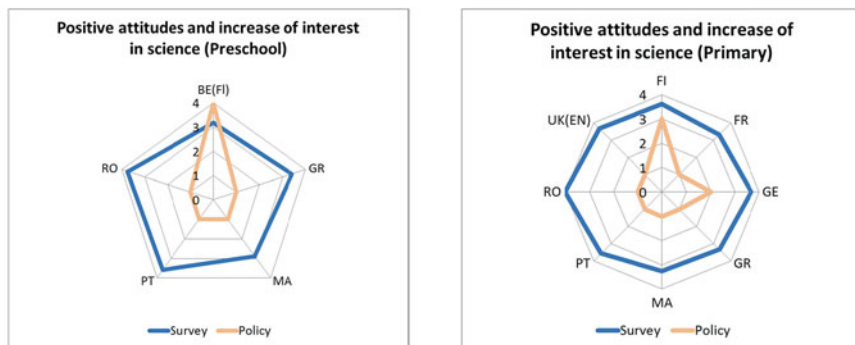 Positive attitudes and increase of interest
in science (Preschool)
BE(Fl)
4
3
2
1
0
RO
GR
PT
MA
Survey
Policy
Positive attitudes and increase of
interest in science (Primary)
FI
4
3
2
1
0
UK(EN)
FR
RO
GE
PT
GR
MA
Survey
Policy